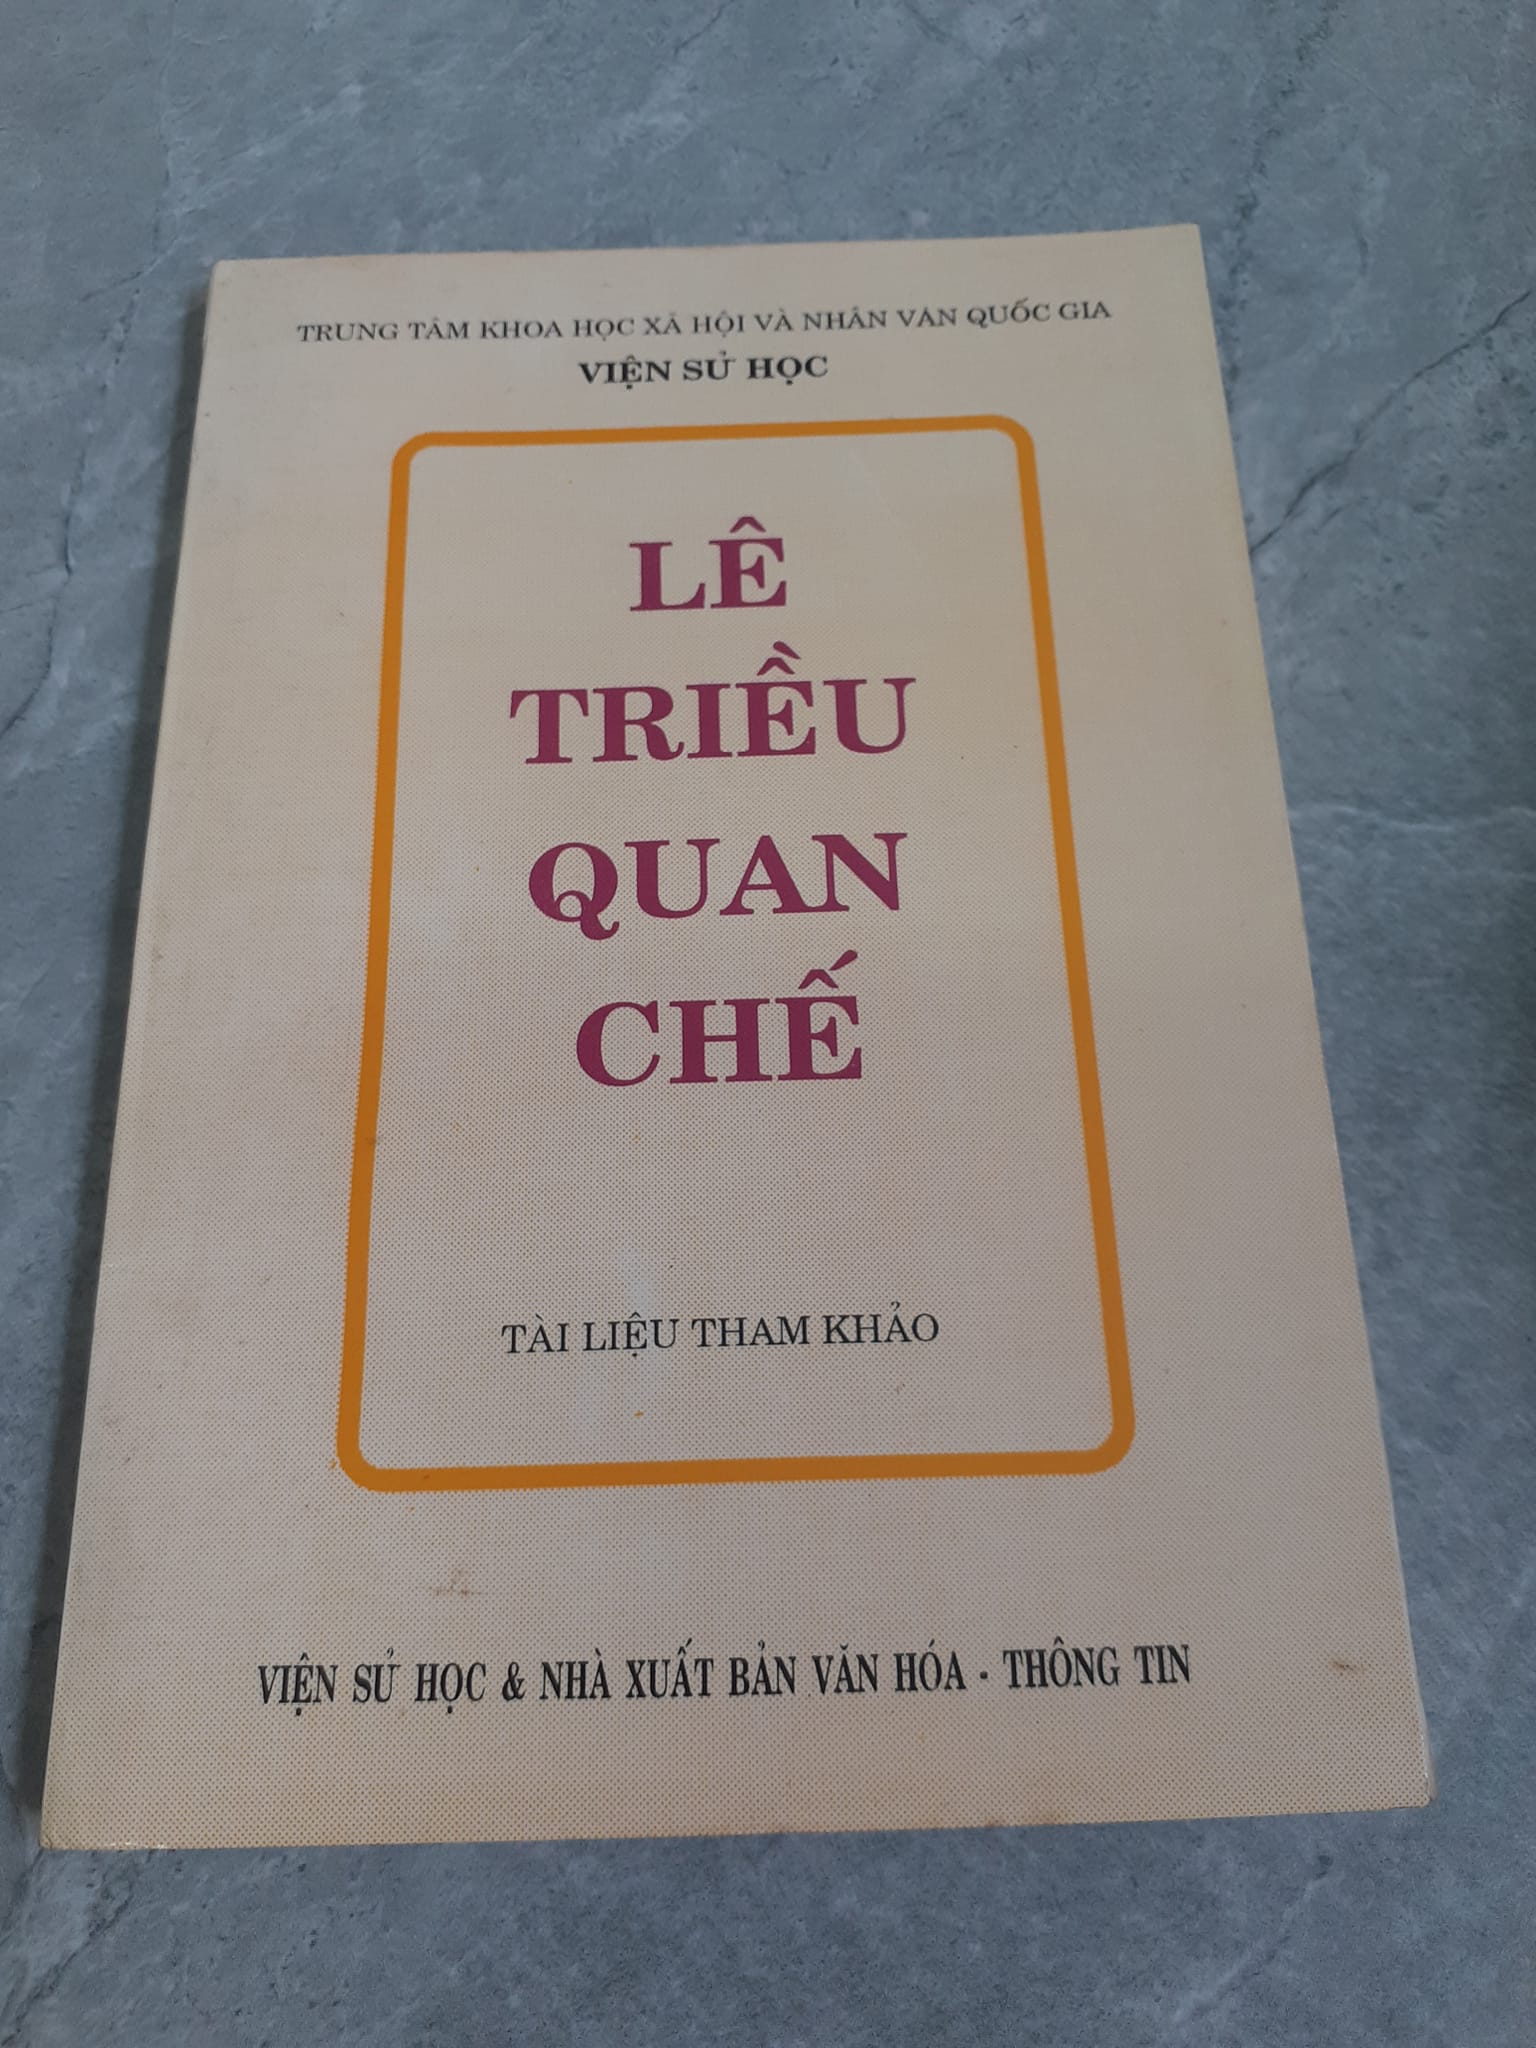 TRUNG TÂM KHOA HỌC XÃ HỘI VÀ NHÂN VĂN QUỐC GIA
VIỆN SỬ HỌC
LÊ
TRIỀU
QUAN
CHẾ
TÀI LIỆU THAM KHẢO
VIỆN SỬ HỌC & NHÀ XUẤT BẢN VĂN HÓA - THÔNG TIN